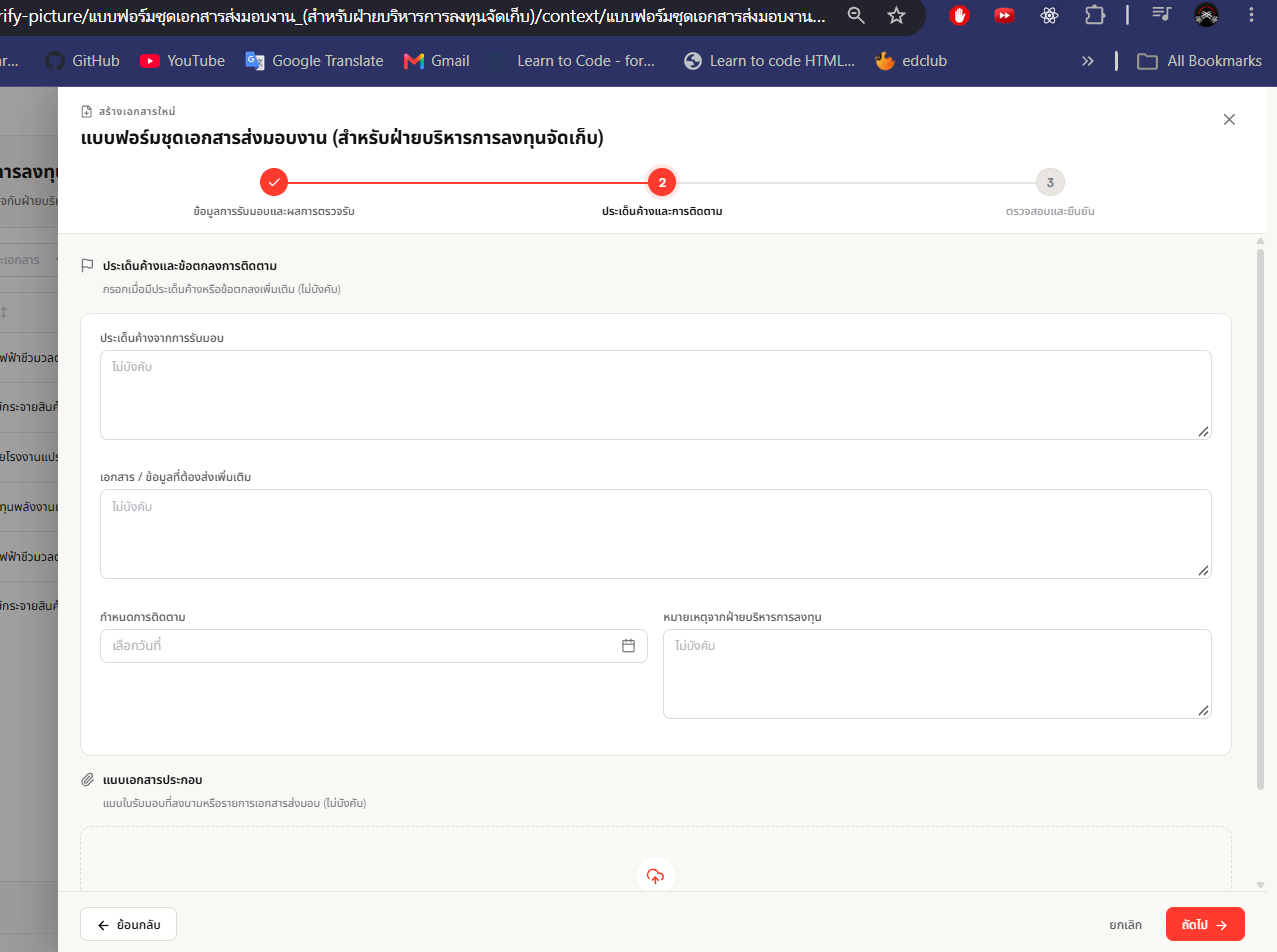 rify-picture/แบบฟอร์มชุดเอกสารส่งมอบงาน_(สำหรับฝ่ายบริหารการลงทุนจัดเก็บ)/context/แบบฟอร์มชุดเอกสารส่งมอบงาน...
GitHub YouTube Google Translate Gmail Learn to Code - for... Learn to code HTML... edclub » All Bookmarks
สร้างเอกสารใหม่
แบบฟอร์มชุดเอกสารส่งมอบงาน (สำหรับฝ่ายบริหารการลงทุนจัดเก็บ)
2 3
ข้อมูลการรับมอบและผลการตรวจรับ ประเด็นค้างและการติดตาม ตรวจสอบและยืนยัน
ประเด็นค้างและข้อตกลงการติดตาม
กรอกเมื่อมีประเด็นค้างหรือข้อตกลงเพิ่มเติม (ไม่บังคับ)
ประเด็นค้างจากการรับมอบ
ไม่บังคับ
เอกสาร / ข้อมูลที่ต้องส่งเพิ่มเติม
ไม่บังคับ
กำหนดการติดตาม หมายเหตุจากฝ่ายบริหารการลงทุน
เลือกวันที่ ไม่บังคับ
แนบเอกสารประกอบ
แนบใบรับมอบที่ลงนามหรือรายการเอกสารส่งมอบ (ไม่บังคับ)
ย้อนกลับ ยกเลิก ถัดไป